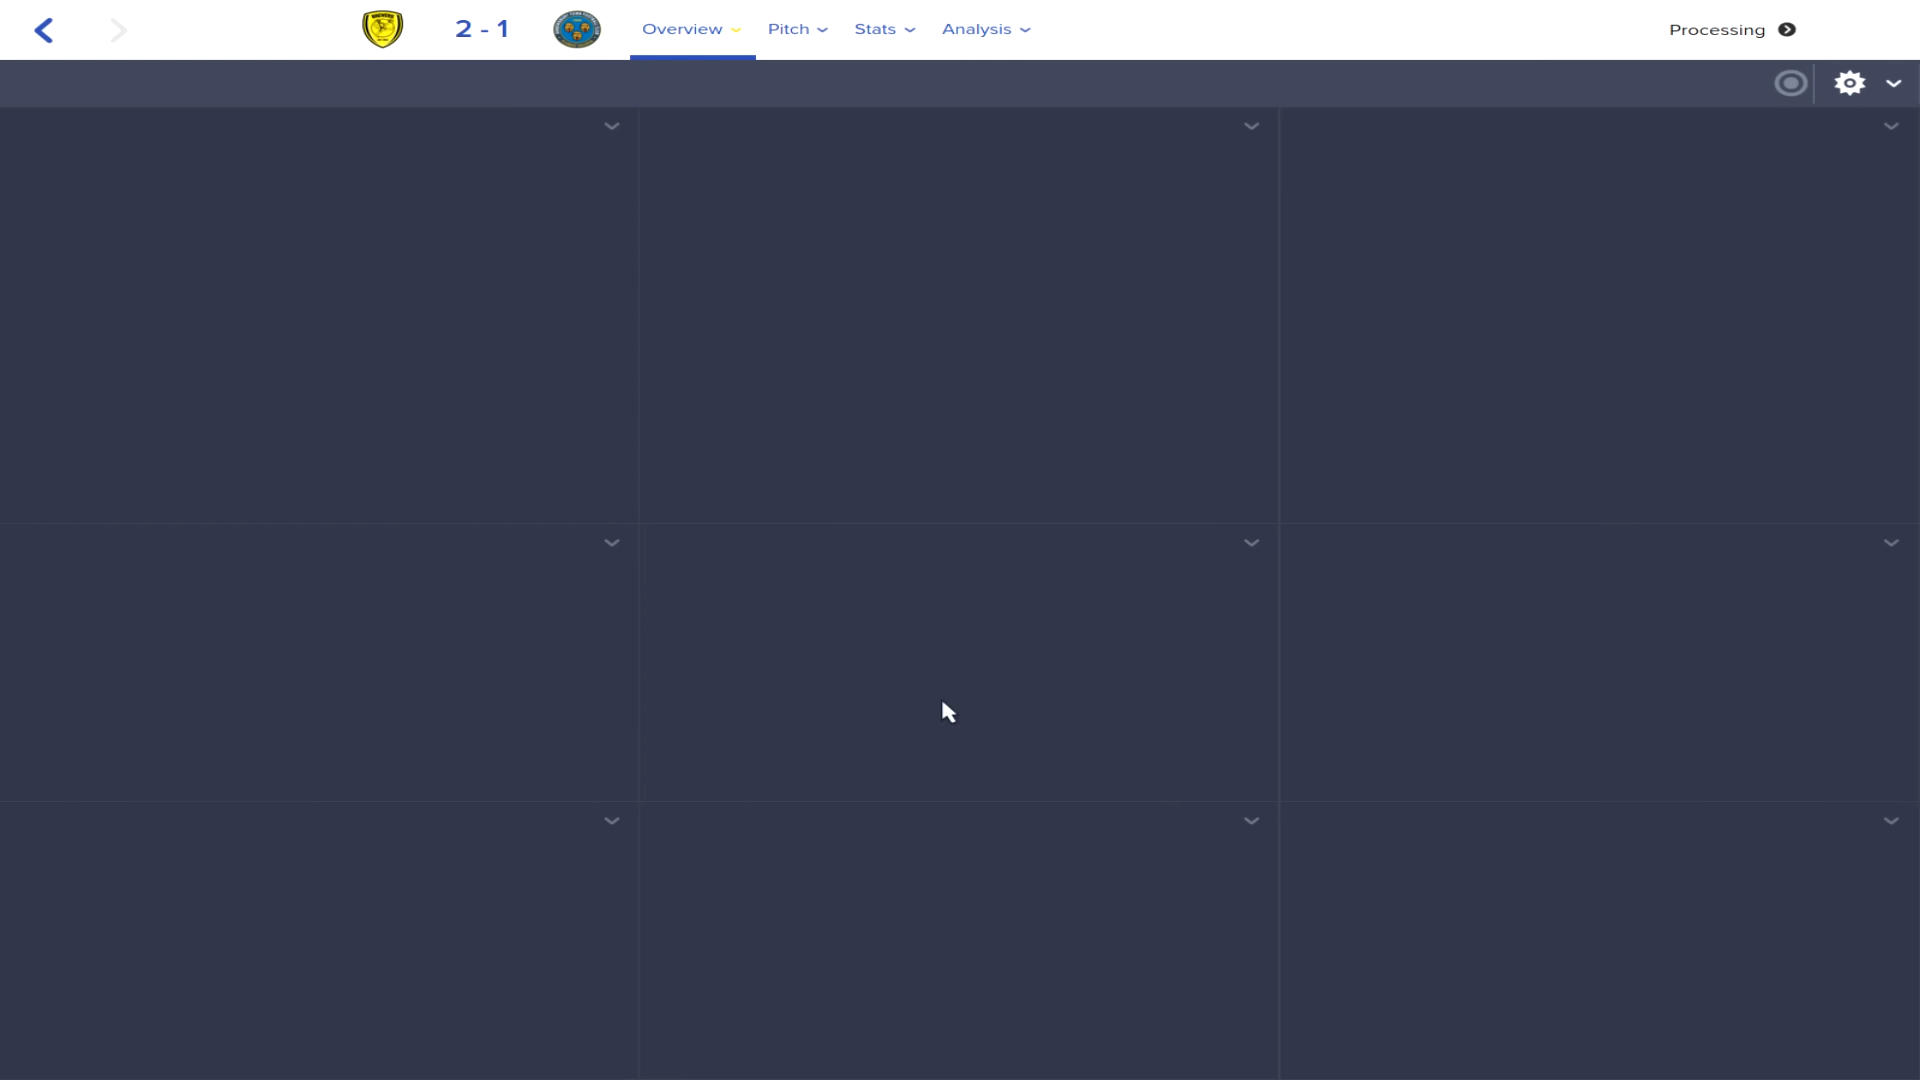 2 - 1
Overview
Pitch
Stats
Analysis
Processing